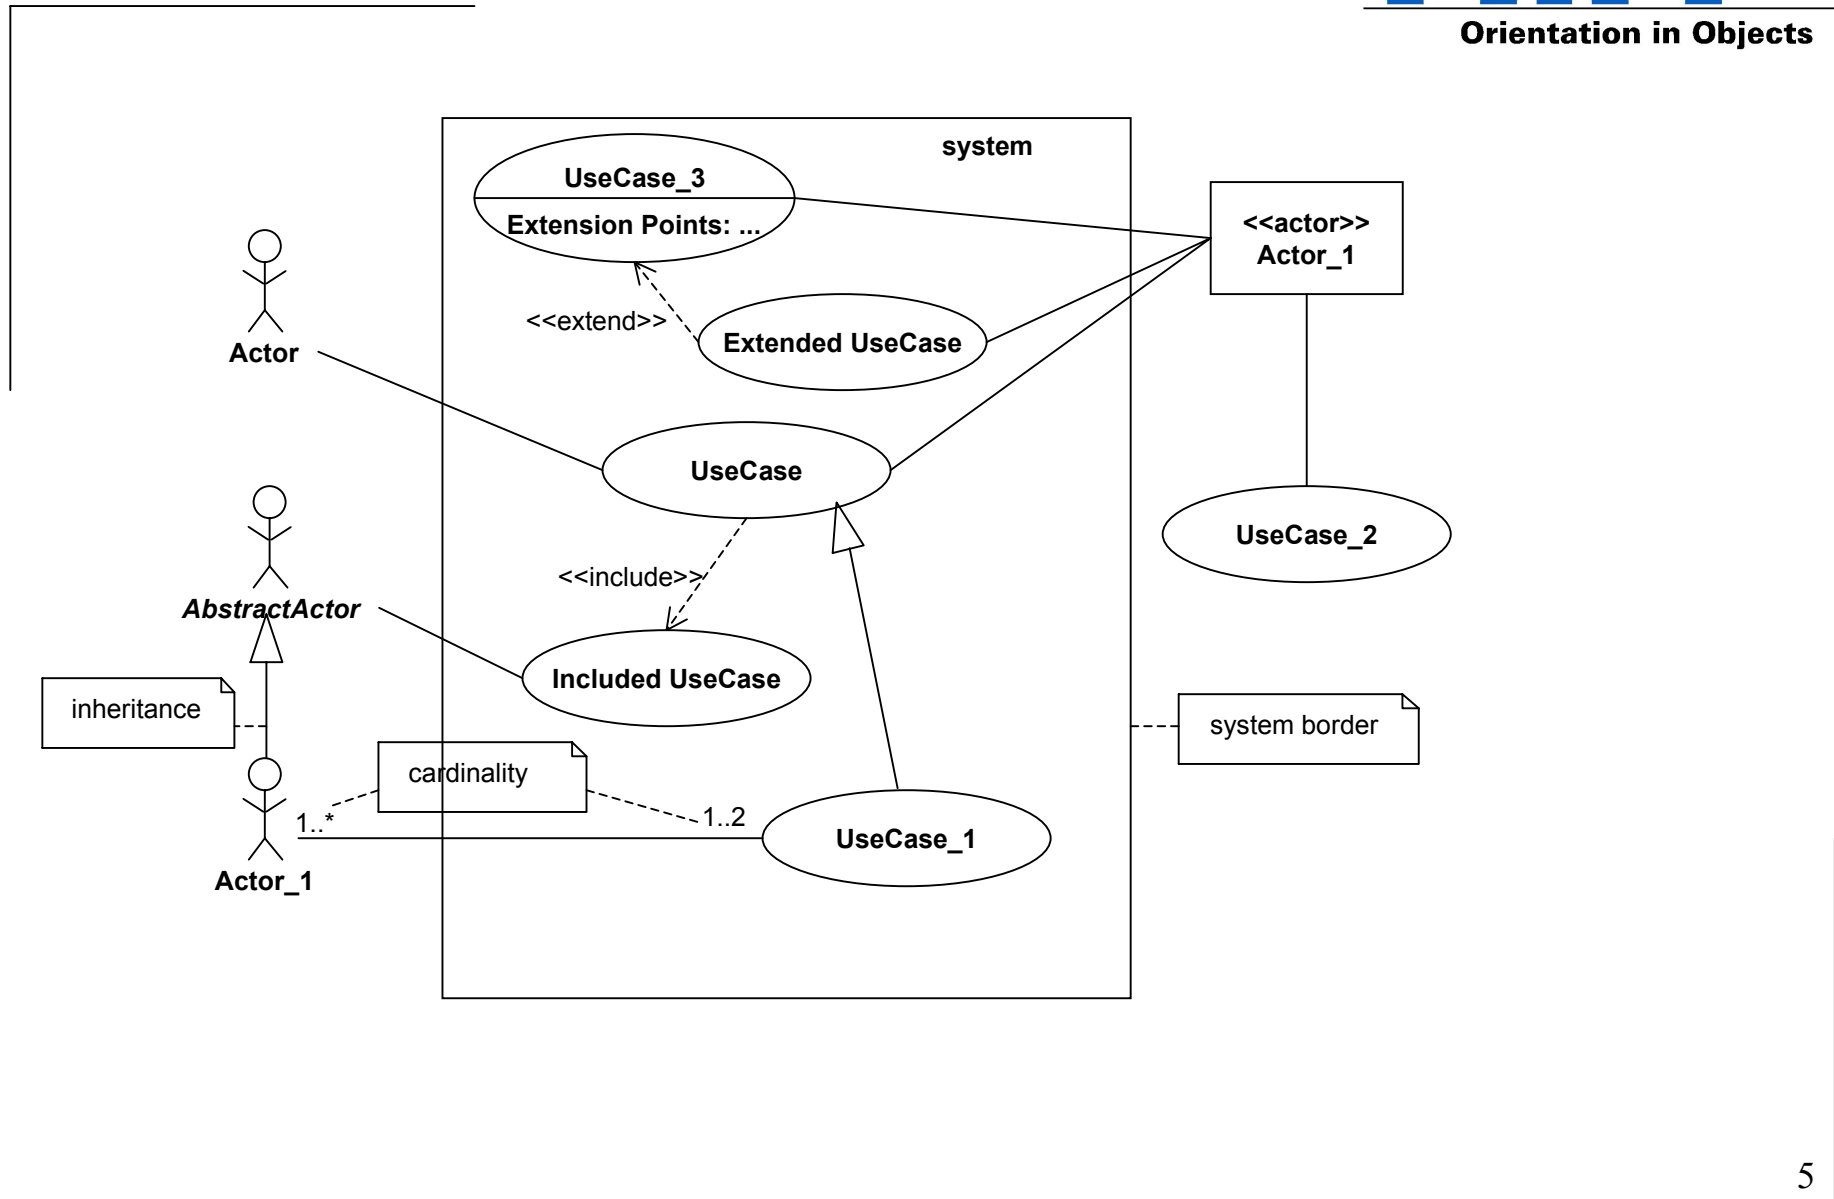 Orientation in Objects
system
UseCase_3
Extension Points: ...
<<actor>>
Actor_1
<<extend>>
Extended UseCase
Actor
UseCase
UseCase_2
<<include>>
AbstractActor
Included UseCase
inheritance
system border
cardinality
1..*
1..2
UseCase_1
Actor_1
5